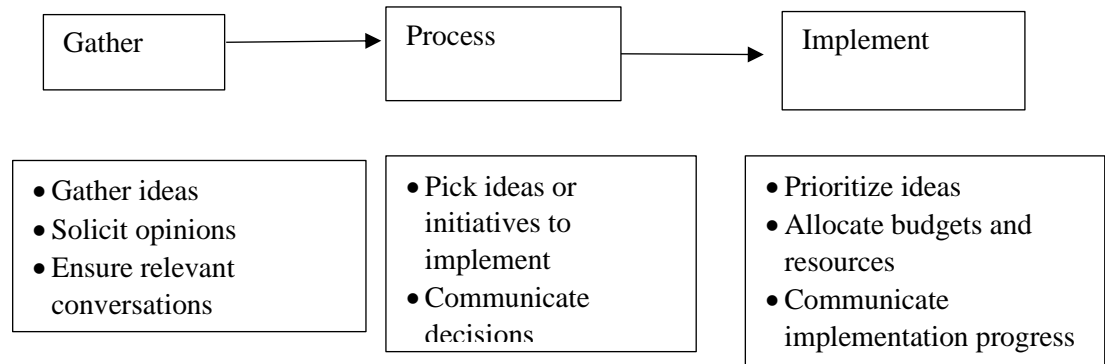 Gather
Process
Implement
• Gather ideas
• Solicit opinions
• Ensure relevant
conversations
• Pick ideas or
initiatives to
implement
• Communicate
decisions
• Prioritize ideas
• Allocate budgets and
resources
• Communicate
implementation progress